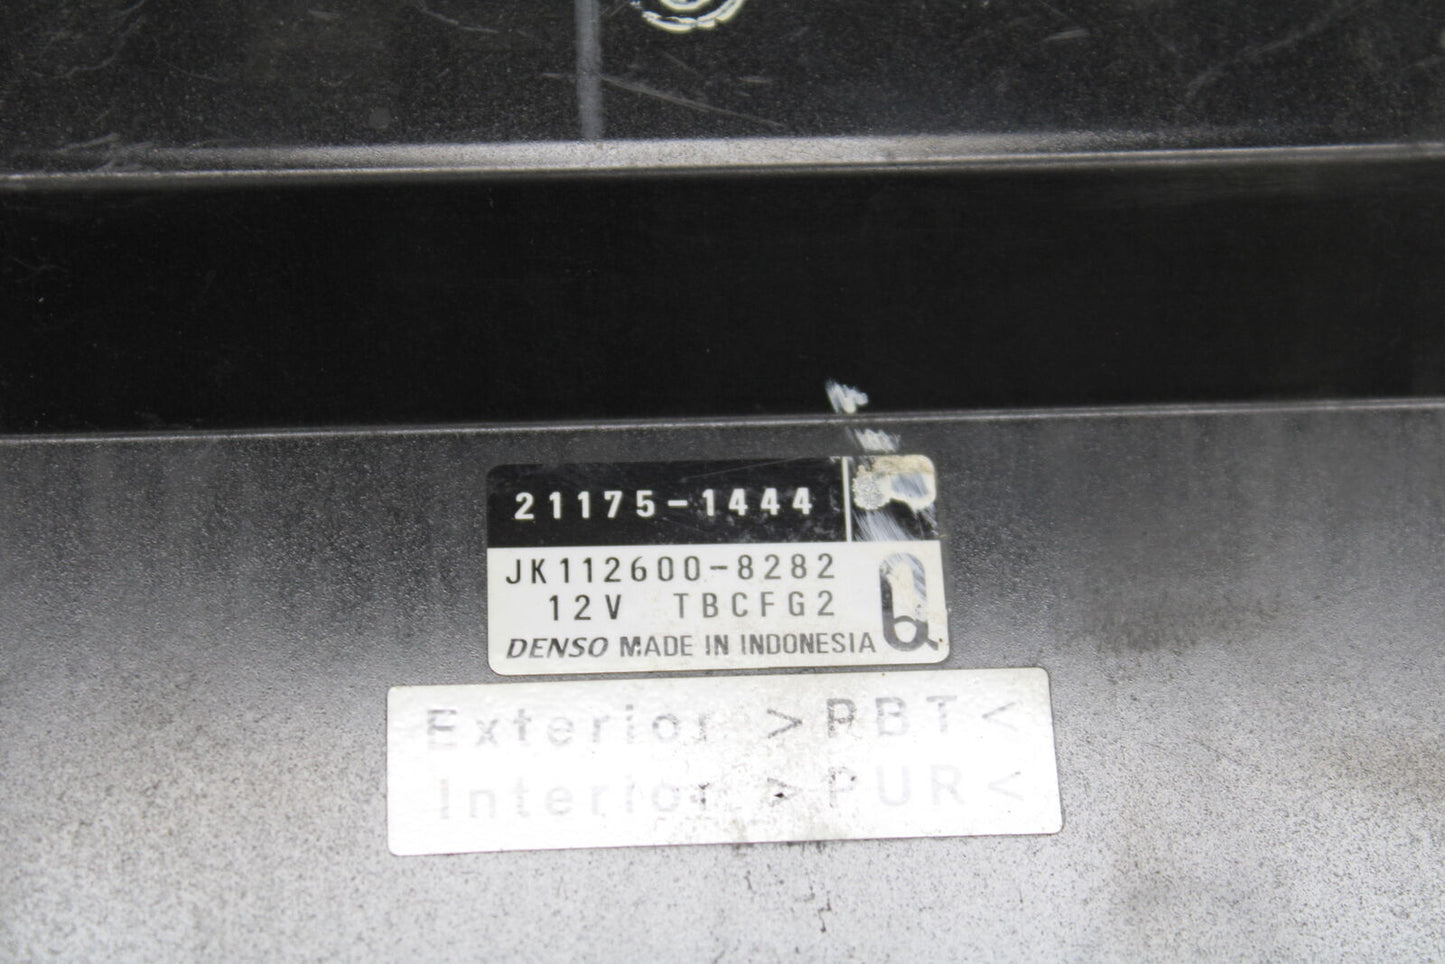 21175-1444
JK112600-8282
12V TBCFG2
DENSO MADE IN INDONESIA
Exterior >PBT<
Interior >PUR<